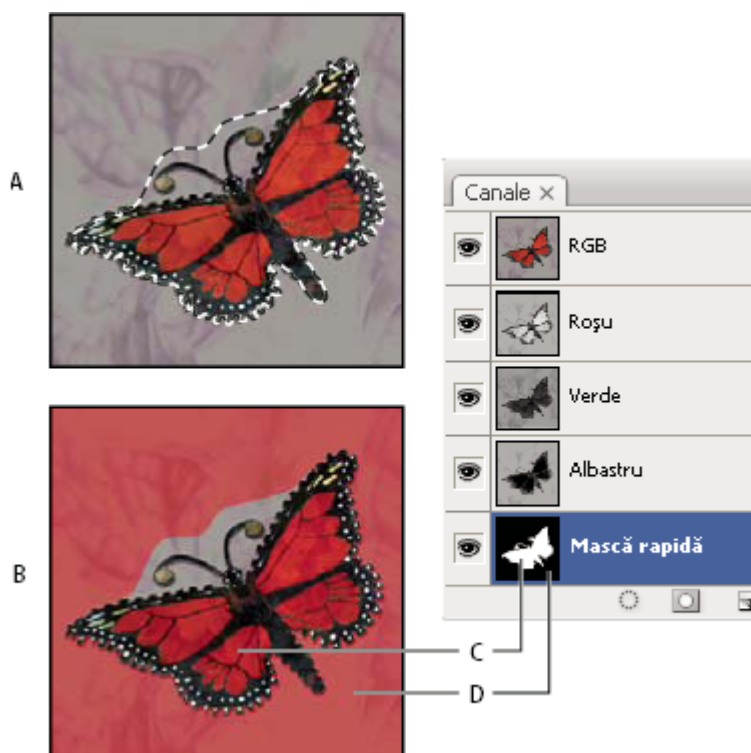 A
Canale ×
RGB
Roşu
Verde
Albastru
B
Mască rapidă
C
D